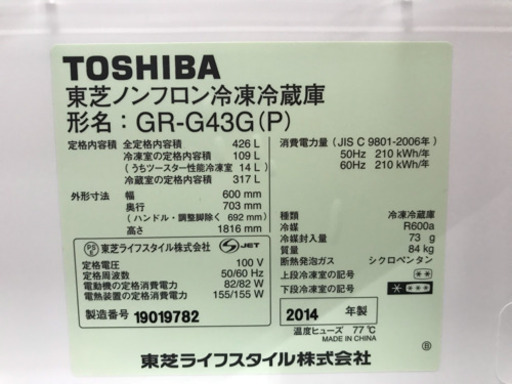 TOSHIBA
東芝ノンフロン冷凍冷蔵庫
形名：GR-G43G(P)
定格内容積 全定格内容積 426 L
冷凍室の定格内容積 109 L
(うちツースター性能冷凍室 14 L)
冷蔵室の定格内容積 317 L
外形寸法 幅 600 mm
奥行 703 mm
(ハンドル・調整脚除く 692 mm)
高さ 1816 mm
消費電力量 (JIS C 9801-2006年)
50Hz 210 kWh/年
60Hz 210 kWh/年
PSE 東芝ライフスタイル株式会社 JET
定格電圧 100 V
定格周波数 50/60 Hz
電動機の定格消費電力 82/82 W
電熱装置の定格消費電力 155/155 W
製造番号 19019782
種類 冷凍冷蔵庫
冷媒 R600a
冷媒封入量 73 g
質量 84 kg
断熱発泡ガス シクロペンタン
上段冷凍室の記号
下段冷凍室の記号
2014 年製
温度ヒューズ 77℃
MADE IN CHINA
東芝ライフスタイル株式会社